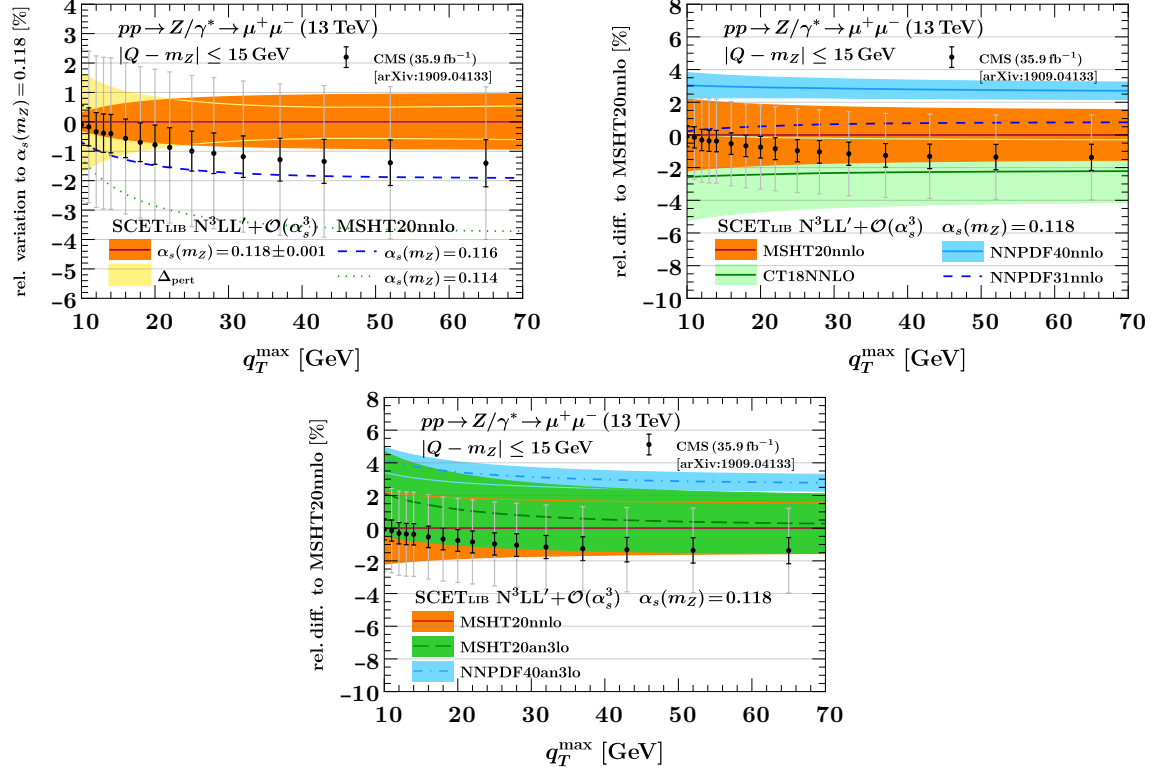 rel. variation to αs(mZ)=0.118 [%]
4
3
2
1
0
−1
−2
−3
−4
−5
−6
pp→Z/γ*→μ⁺μ⁻ (13 TeV)
|Q − mZ| ≤ 15 GeV
CMS (35.9 fb⁻¹)
[arXiv:1909.04133]
SCETLIB N³LL′+O(αs³) MSHT20nnlo
αs(mZ)=0.118±0.001
αs(mZ)=0.116
Δpert
αs(mZ)=0.114
10 20 30 40 50 60 70
qT^max [GeV]
rel. diff. to MSHT20nnlo [%]
8
6
4
2
0
−2
−4
−6
−8
−10
pp→Z/γ*→μ⁺μ⁻ (13 TeV)
|Q − mZ| ≤ 15 GeV
CMS (35.9 fb⁻¹)
[arXiv:1909.04133]
SCETLIB N³LL′+O(αs³) αs(mZ)=0.118
MSHT20nnlo
NNPDF40nnlo
CT18NNLO
NNPDF31nnlo
10 20 30 40 50 60 70
qT^max [GeV]
rel. diff. to MSHT20nnlo [%]
8
6
4
2
0
−2
−4
−6
−8
−10
pp→Z/γ*→μ⁺μ⁻ (13 TeV)
|Q − mZ| ≤ 15 GeV
CMS (35.9 fb⁻¹)
[arXiv:1909.04133]
SCETLIB N³LL′+O(αs³) αs(mZ)=0.118
MSHT20nnlo
MSHT20an3lo
NNPDF40an3lo
10 20 30 40 50 60 70
qT^max [GeV]